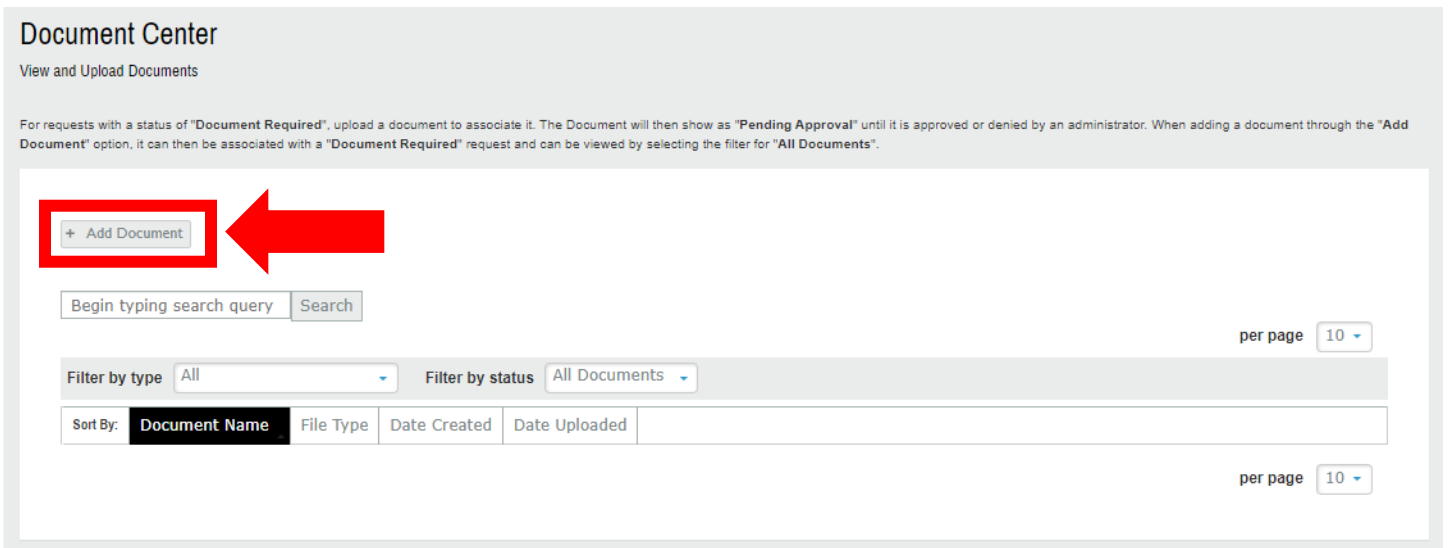 Document Center
View and Upload Documents
For requests with a status of "Document Required", upload a document to associate it. The Document will then show as "Pending Approval" until it is approved or denied by an administrator. When adding a document through the "Add
Document" option, it can then be associated with a "Document Required" request and can be viewed by selecting the filter for "All Documents".
+ Add Document
Begin typing search query Search
per page 10
Filter by type All Filter by status All Documents
Sort By: Document Name File Type Date Created Date Uploaded
per page 10